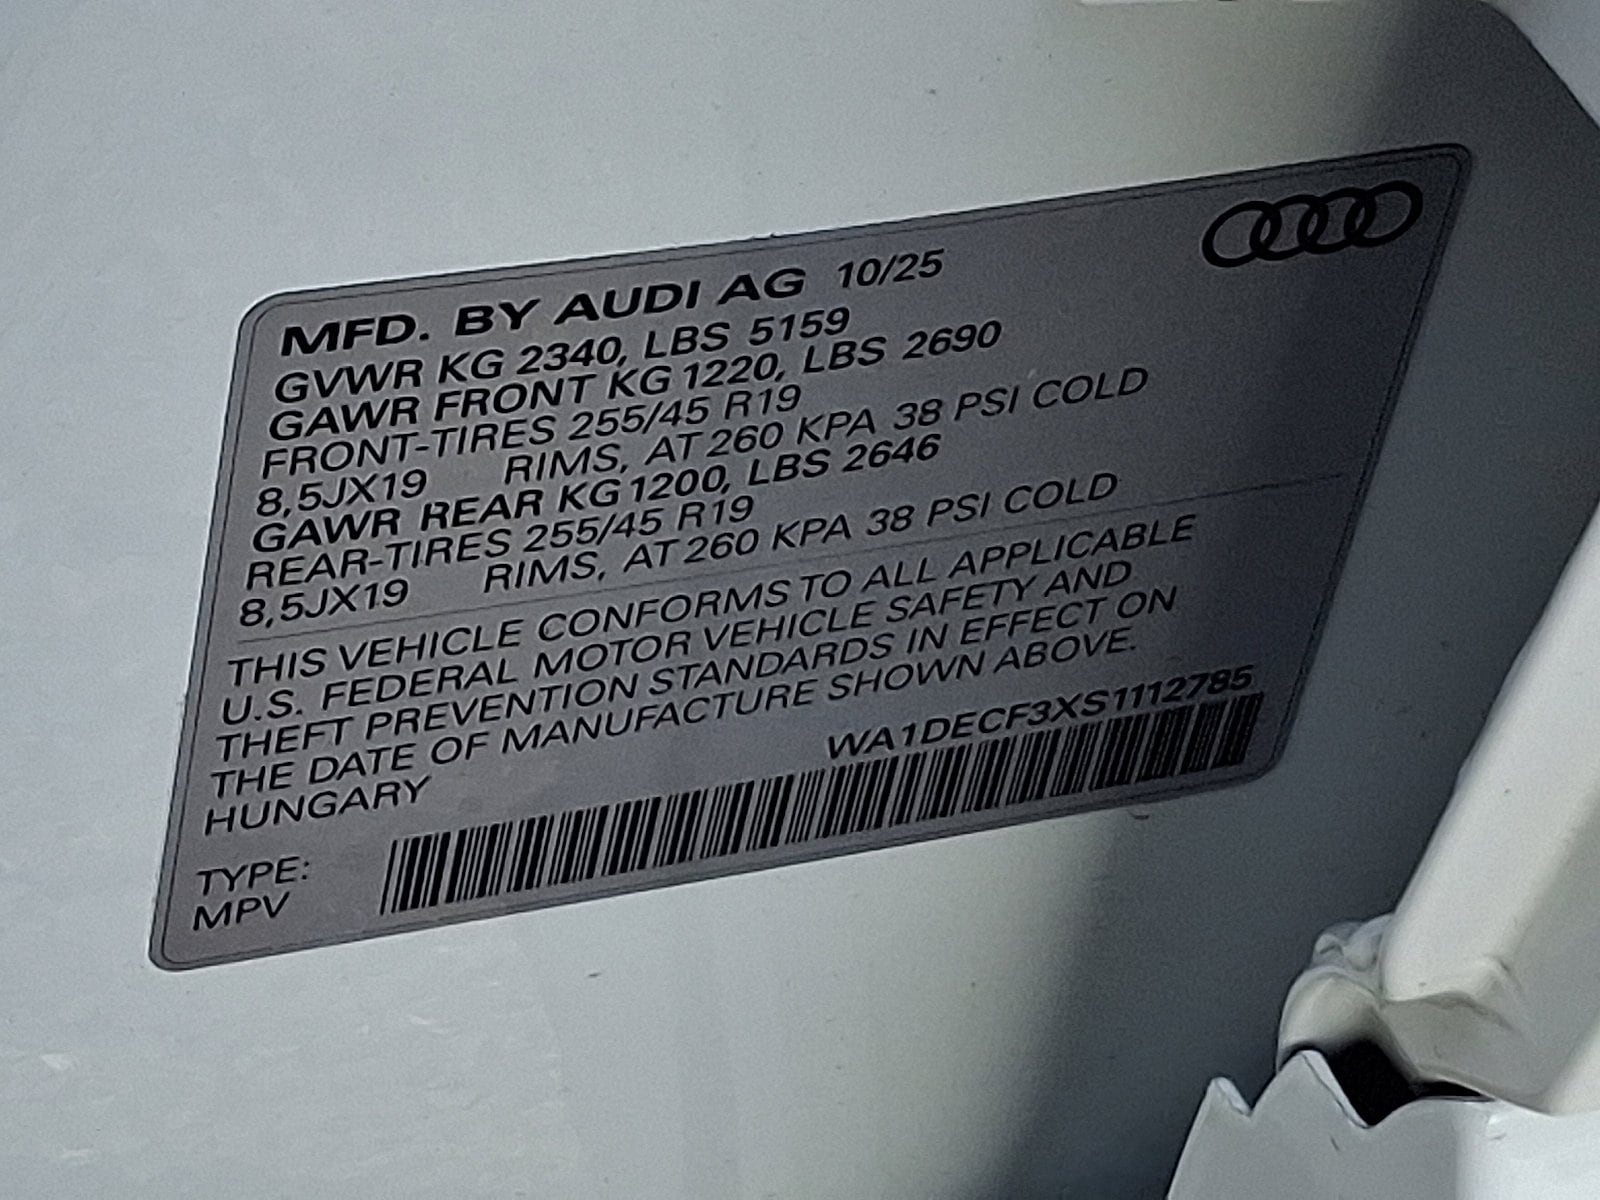 MFD. BY AUDI AG 10/25
GVWR KG 2340, LBS 5159
GAWR FRONT KG 1220, LBS 2690
FRONT-TIRES 255/45 R19
8,5JX19 RIMS, AT 260 KPA 38 PSI COLD
GAWR REAR KG 1200, LBS 2646
REAR-TIRES 255/45 R19
8,5JX19 RIMS, AT 260 KPA 38 PSI COLD
THIS VEHICLE CONFORMS TO ALL APPLICABLE
U.S. FEDERAL MOTOR VEHICLE SAFETY AND
THEFT PREVENTION STANDARDS IN EFFECT ON
THE DATE OF MANUFACTURE SHOWN ABOVE.
HUNGARY
WA1DECF3XS1112785
TYPE:
MPV